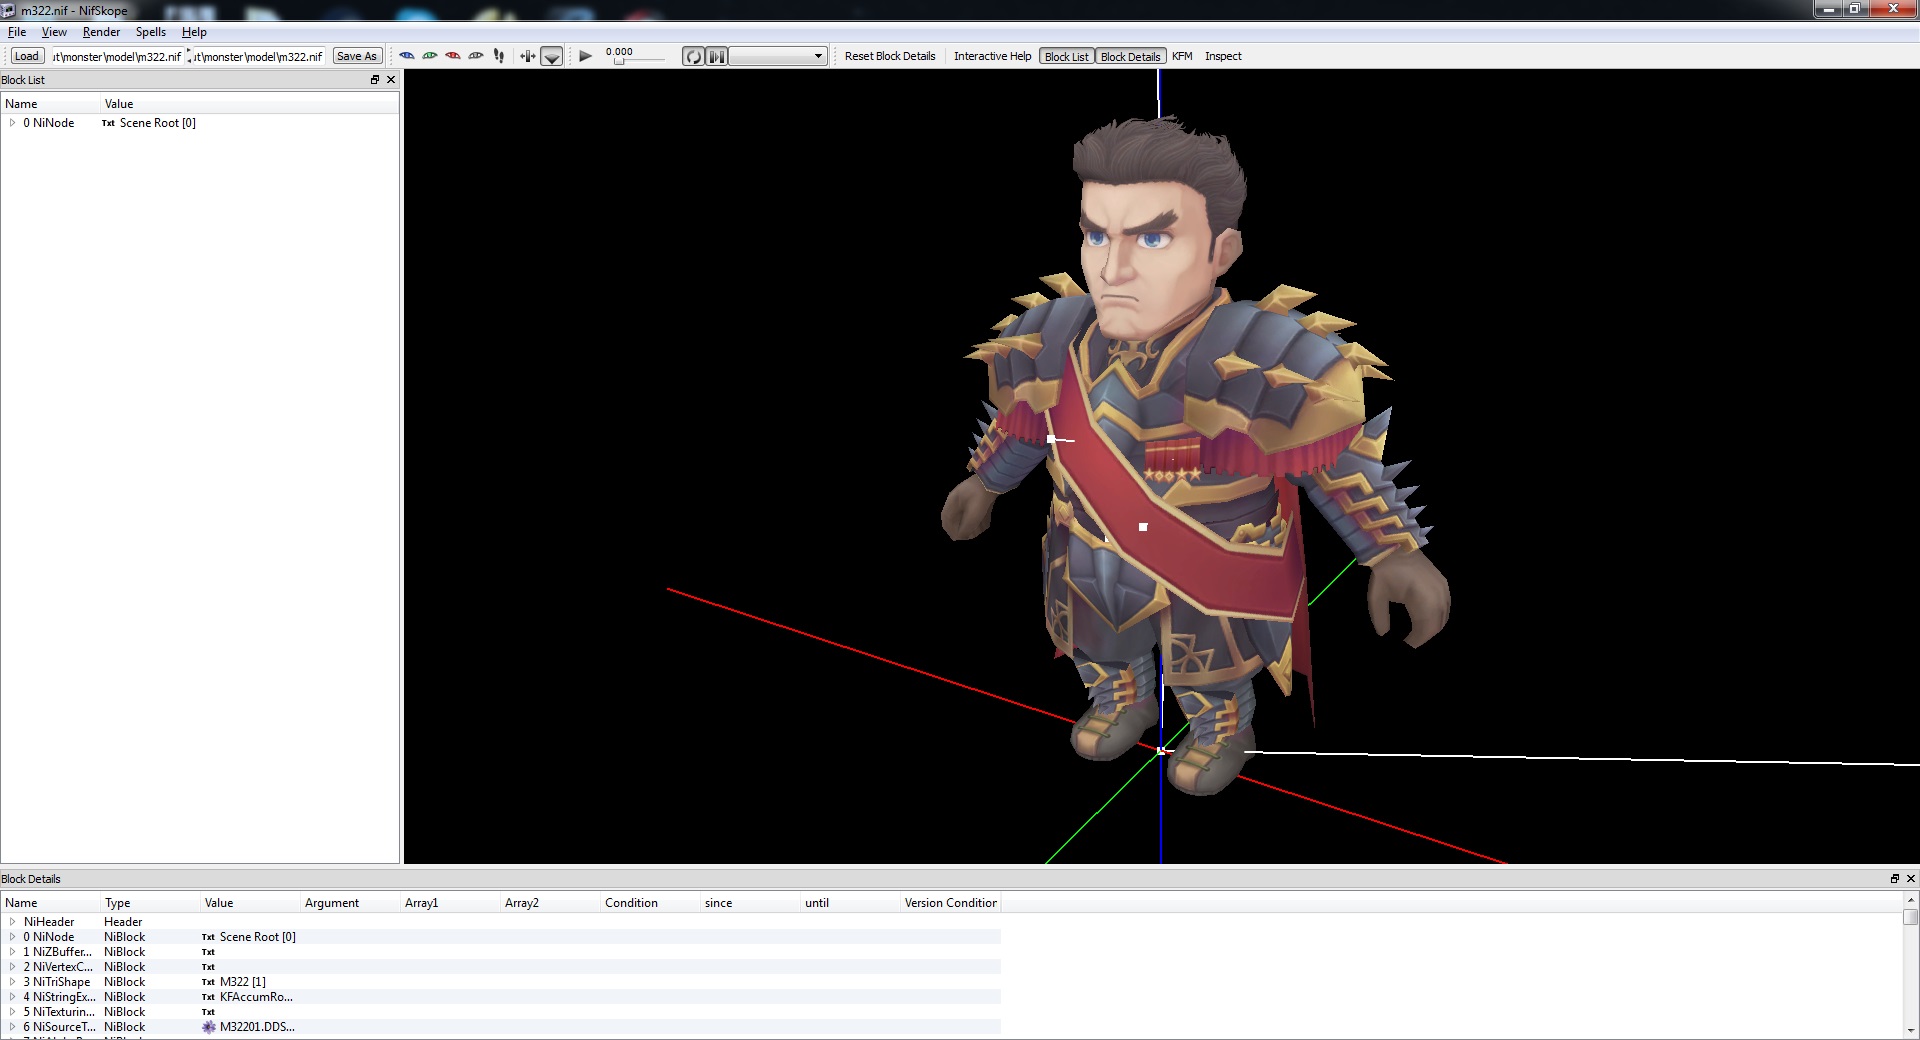 m322.nif - NifSkope
File View Render Spells Help
Load ut\monster\model\m322.nif ut\monster\model\m322.nif Save As 0.000 Reset Block Details Interactive Help Block List Block Details KFM Inspect
Block List
Name Value
0 NiNode Txt Scene Root [0]
Block Details
Name Type Value Argument Array1 Array2 Condition since until Version Condition
NiHeader Header
0 NiNode NiBlock Txt Scene Root [0]
1 NiZBuffer... NiBlock Txt
2 NiVertexC... NiBlock Txt
3 NiTriShape NiBlock Txt M322 [1]
4 NiStringEx... NiBlock Txt KFAccumRo...
5 NiTexturin... NiBlock Txt
6 NiSourceT... NiBlock M32201.DDS...